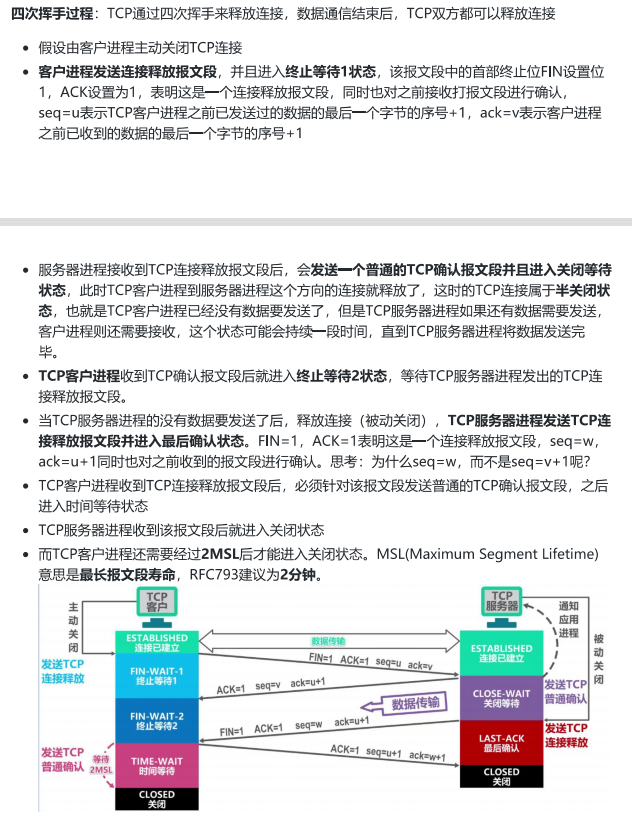 四次挥手过程：TCP通过四次挥手来释放连接，数据通信结束后，TCP双方都可以释放连接
假设由客户进程主动关闭TCP连接
客户进程发送连接释放报文段，并且进入终止等待1状态，该报文段中的首部终止位FIN设置位
1，ACK设置为1，表明这是一个连接释放报文段，同时也对之前接收打报文段进行确认，
seq=u表示TCP客户进程之前已发送过的数据的最后一个字节的序号+1，ack=v表示客户进程
之前已收到的数据的最后一个字节的序号+1
服务器进程接收到TCP连接释放报文段后，会发送一个普通的TCP确认报文段并且进入关闭等待
状态，此时TCP客户进程到服务器进程这个方向的连接就释放了，这时的TCP连接属于半关闭状
态，也就是TCP客户进程已经没有数据要发送了，但是TCP服务器进程如果还有数据需要发送，
客户进程则还需要接收，这个状态可能会持续一段时间，直到TCP服务器进程将数据发送完
毕。
TCP客户进程收到TCP确认报文段后就进入终止等待2状态，等待TCP服务器进程发出的TCP连
接释放报文段。
当TCP服务器进程的没有数据要发送了后，释放连接（被动关闭），TCP服务器进程发送TCP连
接释放报文段并进入最后确认状态。FIN=1，ACK=1表明这是一个连接释放报文段，seq=w，
ack=u+1同时也对之前收到的报文段进行确认。思考：为什么seq=w，而不是seq=v+1呢？
TCP客户进程收到TCP连接释放报文段后，必须针对该报文段发送普通的TCP确认报文段，之后
进入时间等待状态
TCP服务器进程收到该报文段后就进入关闭状态
而TCP客户进程还需要经过2MSL后才能进入关闭状态。MSL(Maximum Segment Lifetime)
意思是最长报文段寿命，RFC793建议为2分钟。
TCP
客户
TCP
服务器
主动关闭
通知
应用
进程
被动关闭
ESTABLISHED
连接已建立
数据传输
ESTABLISHED
连接已建立
发送TCP
连接释放
FIN=1 ACK=1 seq=u ack=v
FIN-WAIT-1
终止等待1
ACK=1 seq=v ack=u+1
CLOSE-WAIT
关闭等待
发送TCP
普通确认
数据传输
FIN-WAIT-2
终止等待2
FIN=1 ACK=1 seq=w ack=u+1
LAST-ACK
最后确认
发送TCP
连接释放
发送TCP
普通确认
等待
2MSL
TIME-WAIT
时间等待
ACK=1 seq=u+1 ack=w+1
CLOSED
关闭
CLOSED
关闭